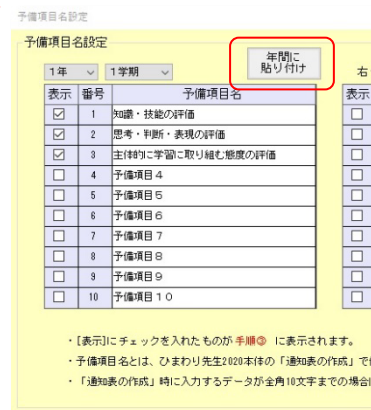 予備項目名設定
予備項目名設定
年間に
貼り付け
1年 1学期 右
表示 番号 予備項目名 表示
1 知識・技能の評価
2 思考・判断・表現の評価
3 主体的に学習に取り組む態度の評価
4 予備項目４
5 予備項目５
6 予備項目６
7 予備項目７
8 予備項目８
9 予備項目９
10 予備項目１０
・[表示]にチェックを入れたものが 手順③ に表示されます。
・予備項目名とは、ひまわり先生2020本体の「通知表の作成」で
・「通知表の作成」時に入力するデータが全角10文字までの場合